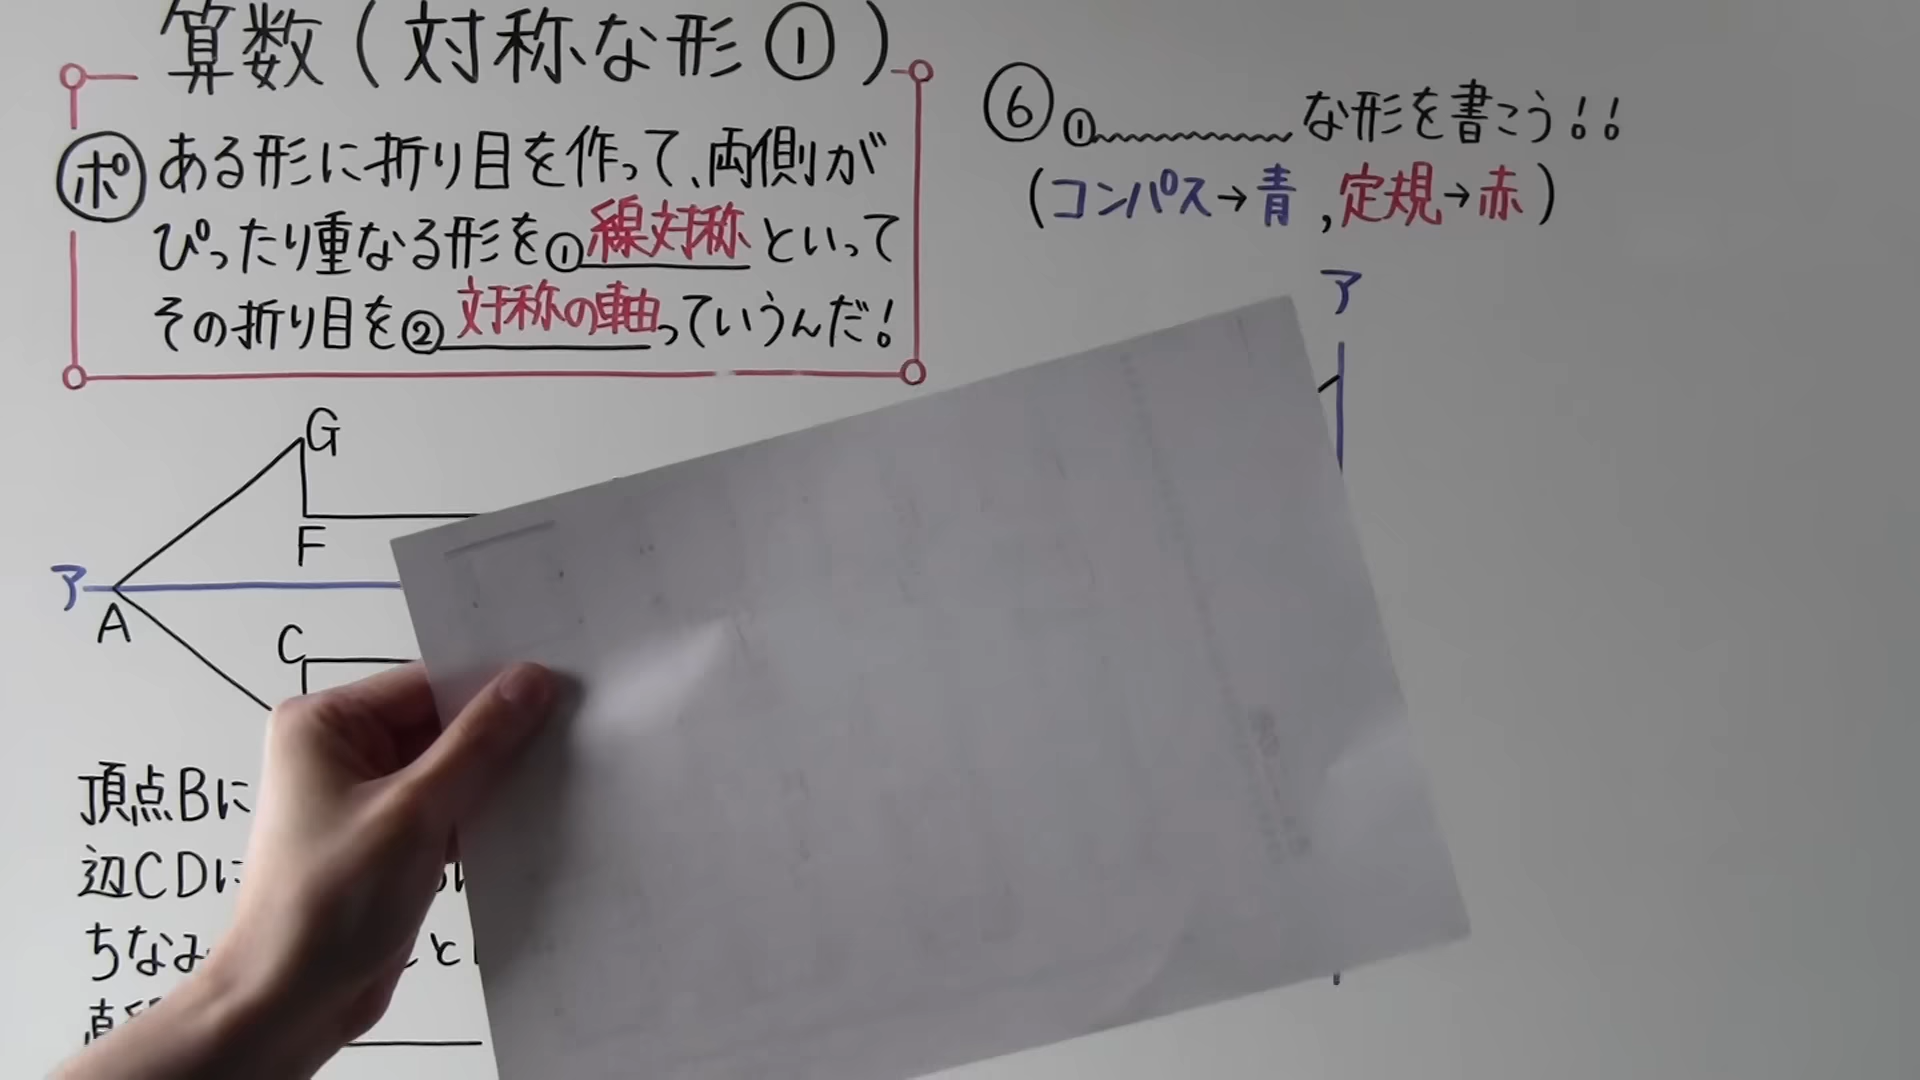 算数(対称な形①)
ポ ある形に折り目を作って、両側が
ぴったり重なる形を①線対称といって
その折り目を②対称の軸っていうんだ!
G
F
ア
A
C
頂点Bに
辺CDに
ちなみ
こと
⑥ ① な形を書こう!!
(コンパス→青,定規→赤)
ア